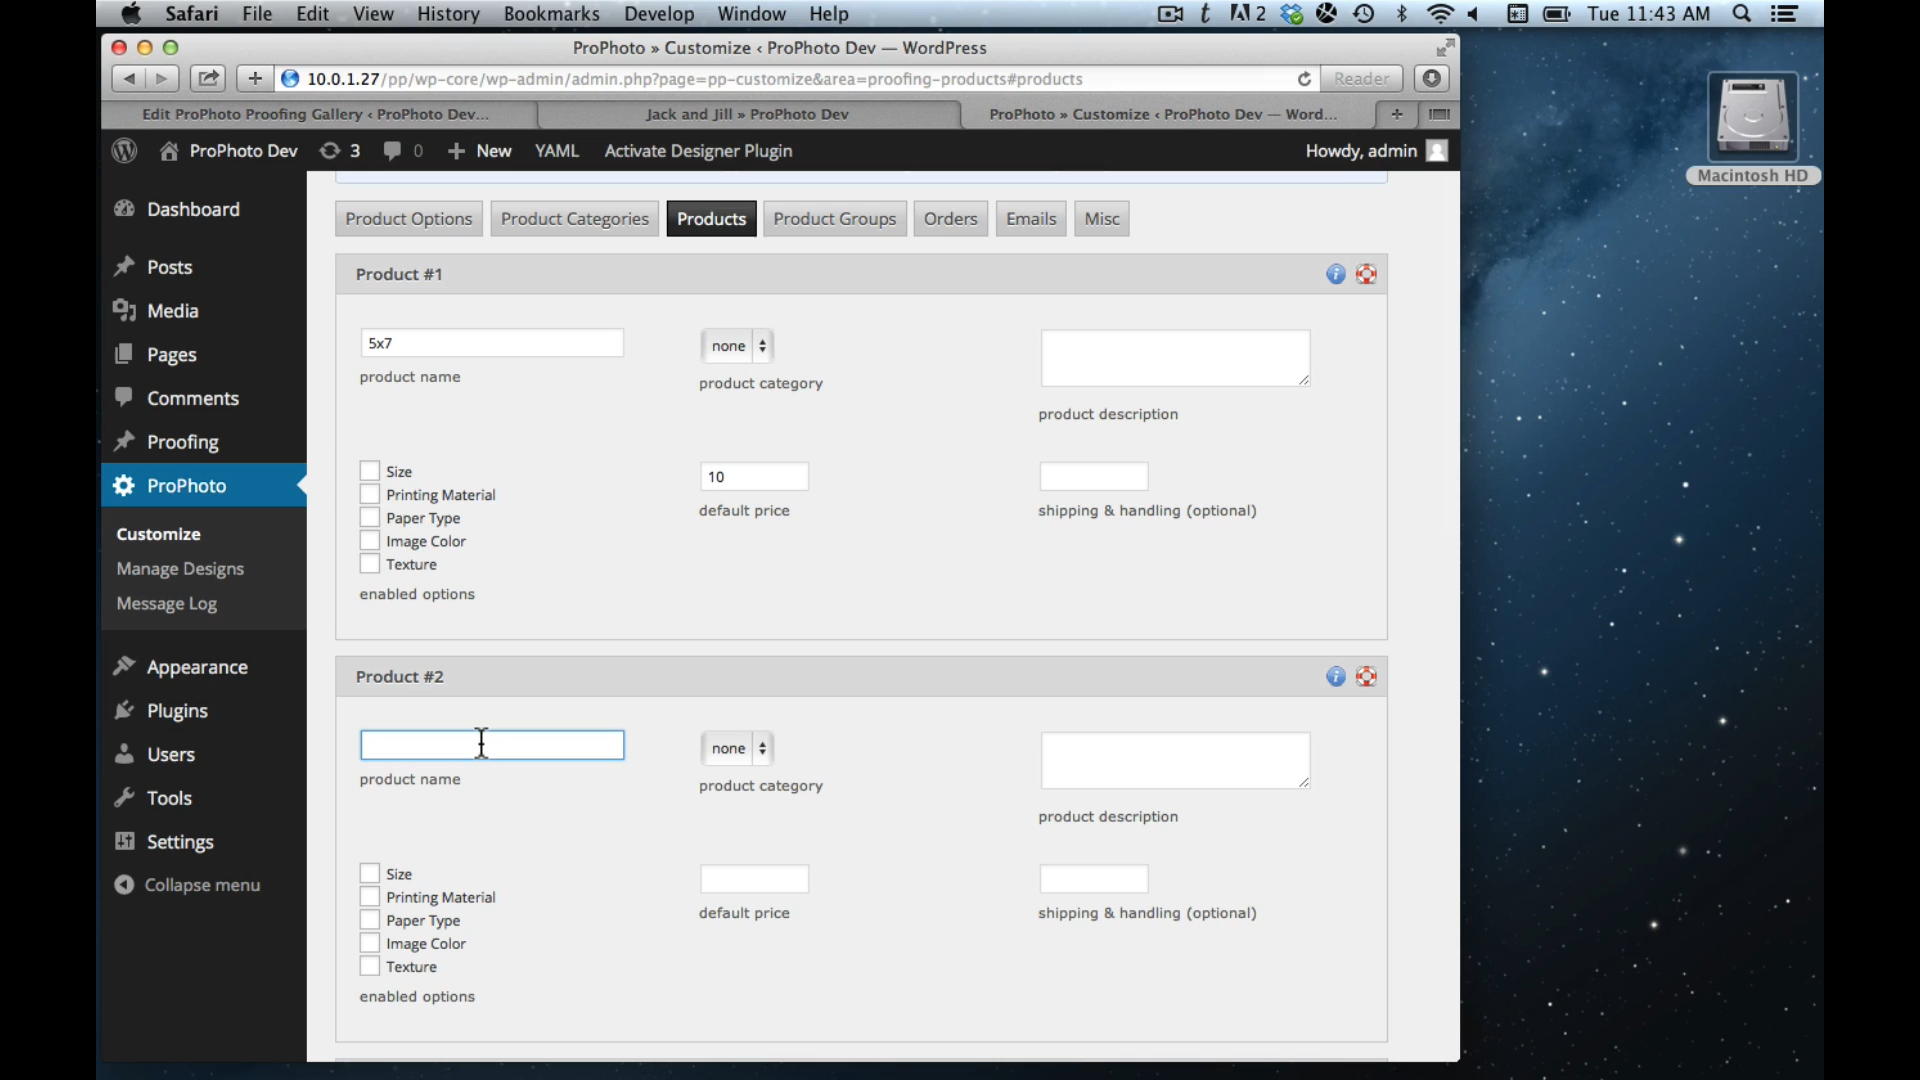 Safari File Edit View History Bookmarks Develop Window Help 2 Tue 11:43 AM
ProPhoto » Customize ‹ ProPhoto Dev — WordPress
10.0.1.27/pp/wp-core/wp-admin/admin.php?page=pp-customize&area=proofing-products#products Reader
Edit ProPhoto Proofing Gallery ‹ ProPhoto Dev... Jack and Jill » ProPhoto Dev ProPhoto » Customize ‹ ProPhoto Dev — Word...
ProPhoto Dev 3 0 New YAML Activate Designer Plugin Howdy, admin
Macintosh HD
Dashboard
Posts
Media
Pages
Comments
Proofing
ProPhoto
Customize
Manage Designs
Message Log
Appearance
Plugins
Users
Tools
Settings
Collapse menu
Product Options Product Categories Products Product Groups Orders Emails Misc
Product #1
5x7 none
product name product category
product description
Size
Printing Material
Paper Type
Image Color
Texture
enabled options
10
default price shipping & handling (optional)
Product #2
none
product name product category
product description
Size
Printing Material
Paper Type
Image Color
Texture
enabled options
default price shipping & handling (optional)